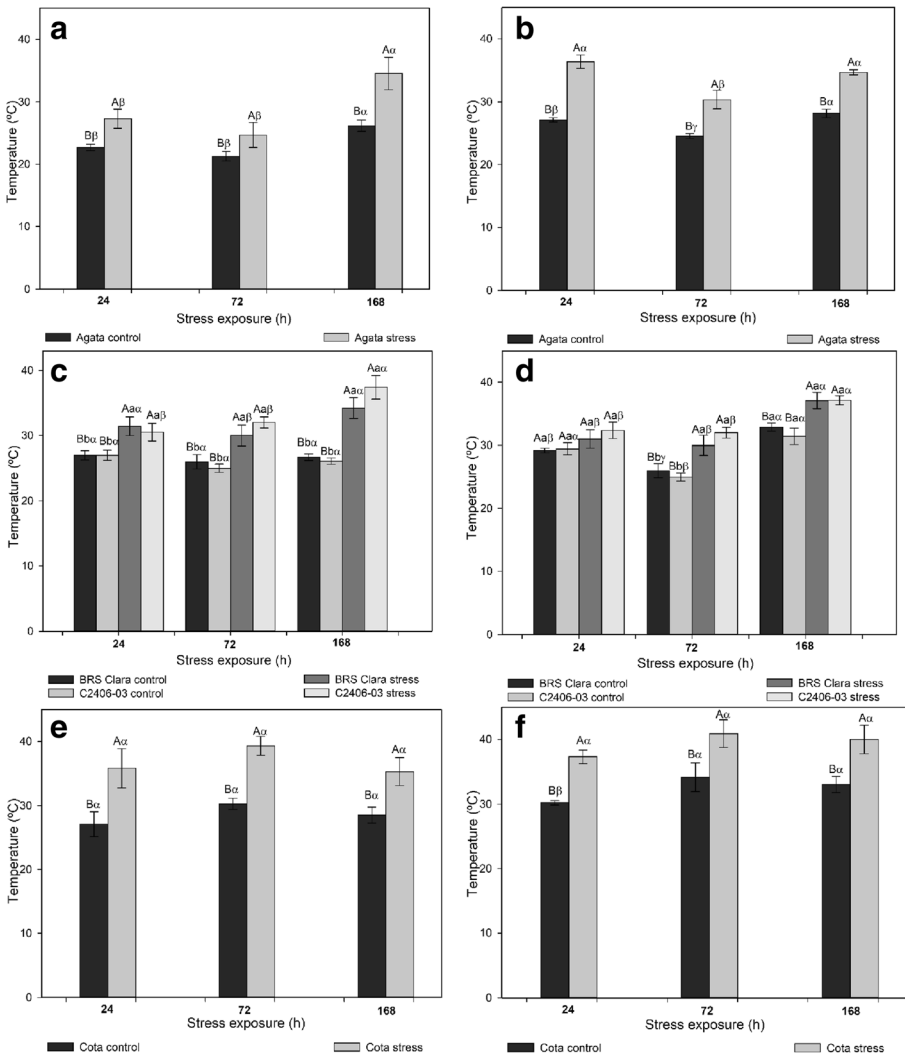 a
Temperature (ºC)
40
30
20
10
0
Bβ Aβ Bβ Aβ Bα Aα
24 72 168
Stress exposure (h)
Agata control Agata stress
b
Temperature (ºC)
40
30
20
10
0
Bβ Aα Bγ Aβ Bα Aα
24 72 168
Stress exposure (h)
Agata control Agata stress
c
Temperature (ºC)
40
30
20
10
0
Bbα Bbα Aaα Aaβ Bbα Bbα Aaβ Aaβ Bbα Bbα Aaα Aaα
24 72 168
Stress exposure (h)
BRS Clara control BRS Clara stress
C2406-03 control C2406-03 stress
d
Temperature (ºC)
40
30
20
10
0
Aaβ Aaα Aaβ Aaβ Bbγ Bbβ Aaβ Aaβ Baα Baα Aaα Aaα
24 72 168
Stress exposure (h)
BRS Clara control BRS Clara stress
C2406-03 control C2406-03 stress
e
Temperature (ºC)
40
30
20
10
0
Bα Aα Bα Aα Bα Aα
24 72 168
Stress exposure (h)
Cota control Cota stress
f
Temperature (ºC)
40
30
20
10
0
Bβ Aα Bα Aα Bα Aα
24 72 168
Stress exposure (h)
Cota control Cota stress